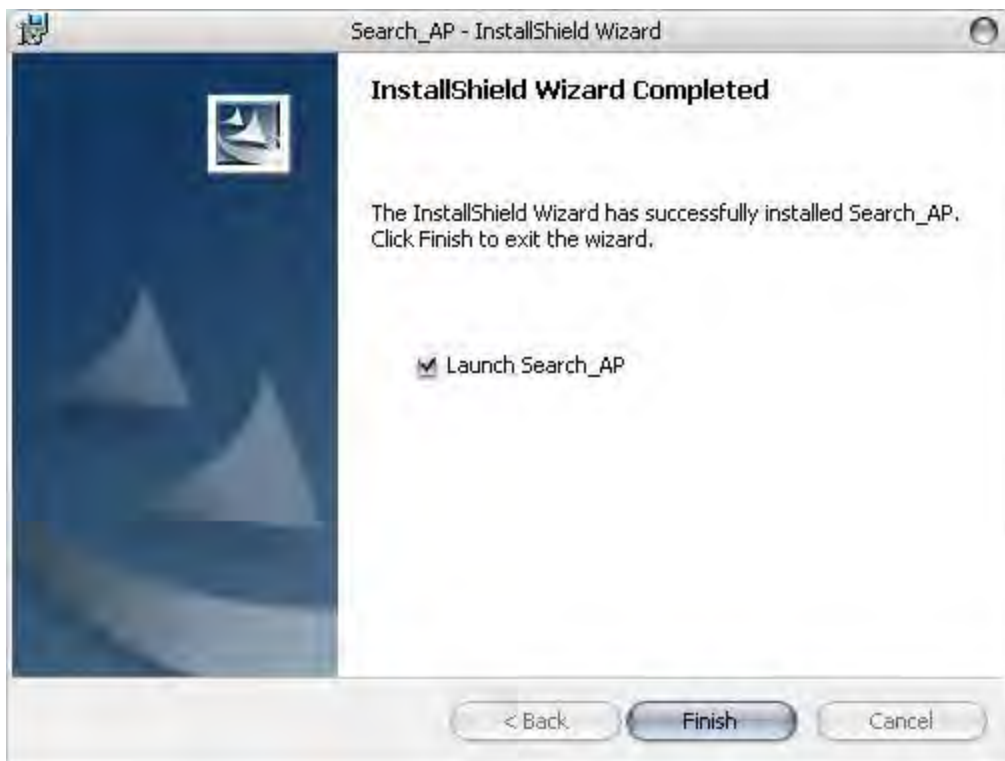 Search_AP - InstallShield Wizard
InstallShield Wizard Completed
The InstallShield Wizard has successfully installed Search_AP.
Click Finish to exit the wizard.
Launch Search_AP
< Back
Finish
Cancel